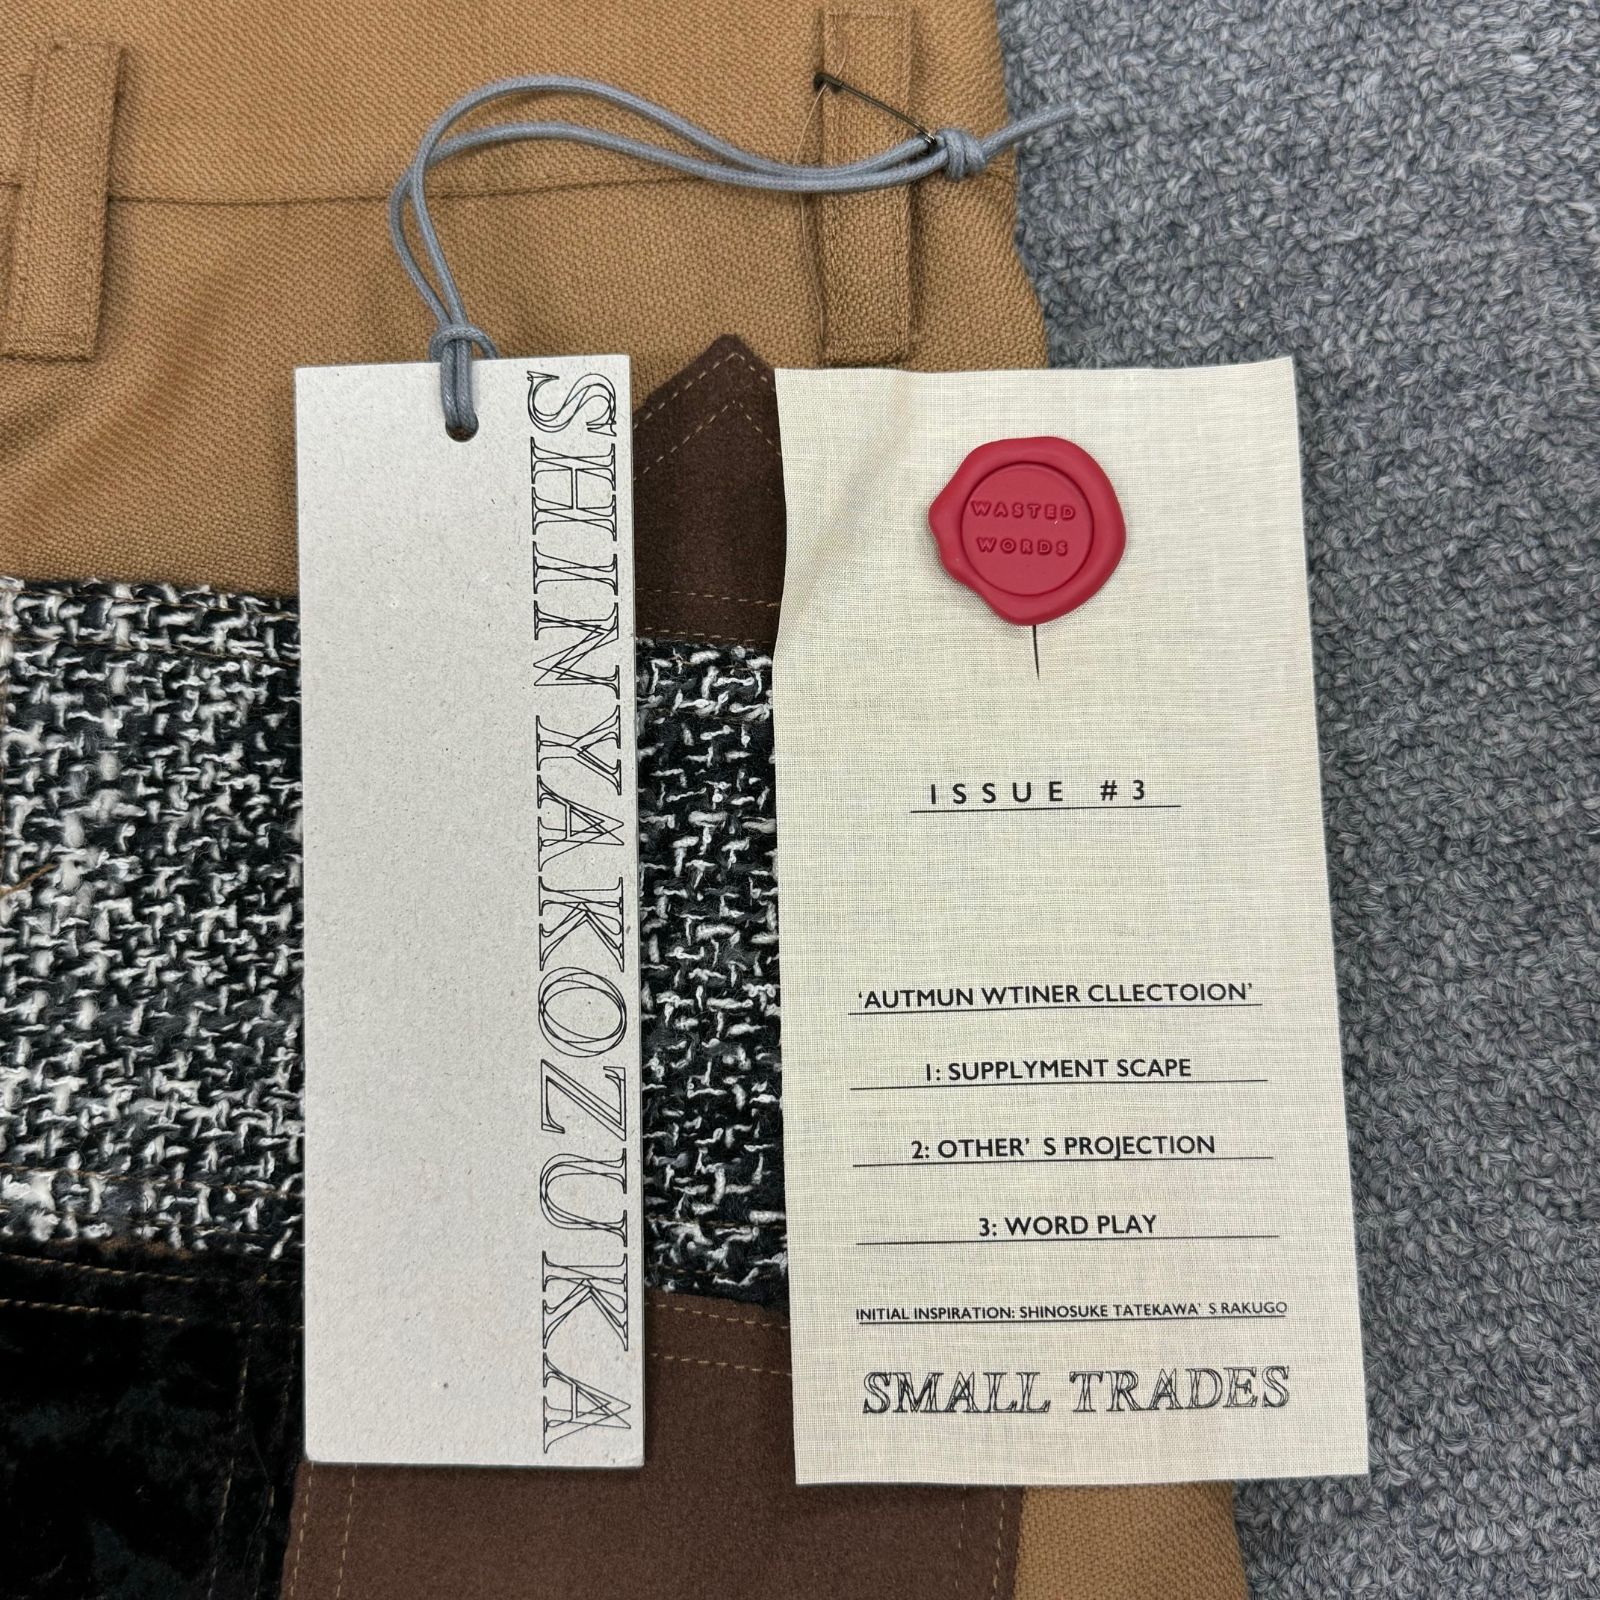 SHINYAKOZUKA
WASTED
WORDS
ISSUE #3
'AUTMUN WTINER CLLECTOION'
1: SUPPLYMENT SCAPE
2: OTHER' S PROJECTION
3: WORD PLAY
INITIAL INSPIRATION: SHINOSUKE TATEKAWA' S RAKUGO
SMALL TRADES